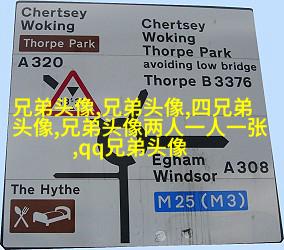 Chertsey
Woking
Thorpe Park
A320
Chertsey
Woking
Thorpe Park
avoiding low bridge
Thorpe B3376
兄弟头像,兄弟头像,四兄弟
头像,兄弟头像两人一人一张
,qq兄弟头像
Egham
Windsor A308
M25 (M3)
The Hythe